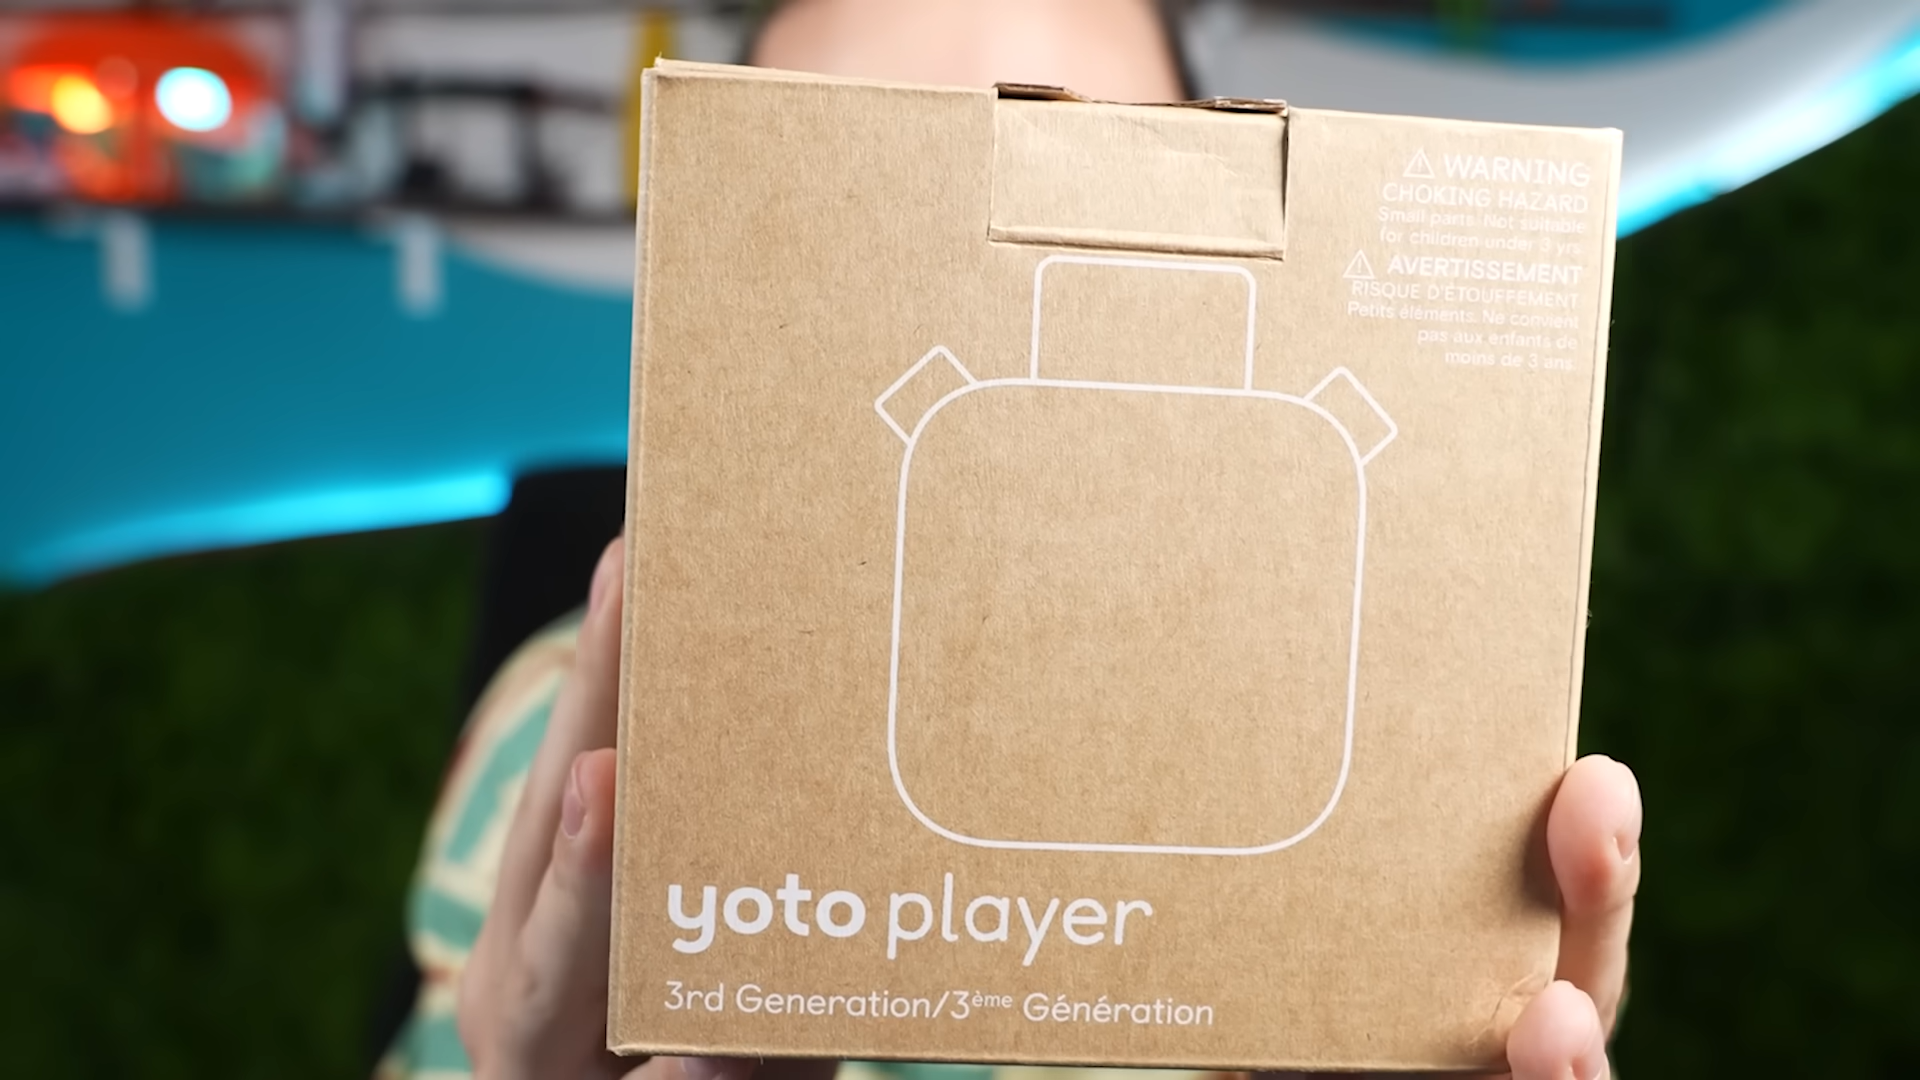 WARNING
CHOKING HAZARD
Small parts. Not suitable
for children under 3 yrs.
AVERTISSEMENT
RISQUE D'ÉTOUFFEMENT
Petits éléments. Ne convient
pas aux enfants de
moins de 3 ans.
yoto player
3rd Generation/3ème Génération